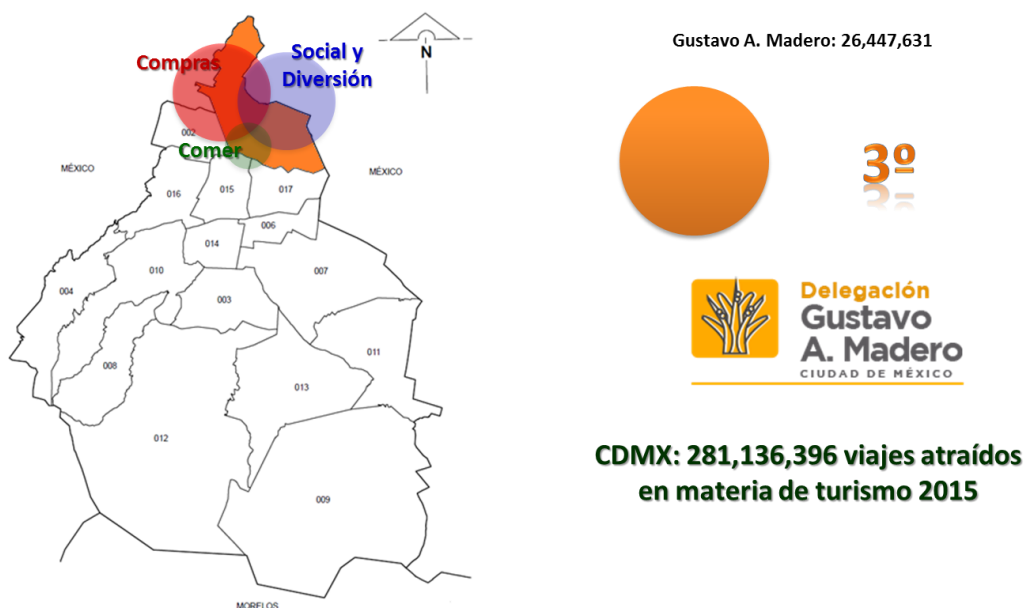 Compras
Social y
Diversión
N
002
Comer
MÉXICO
MÉXICO
016
015
017
006
014
010
007
004
003
008
011
013
012
009
MORELOS
Gustavo A. Madero: 26,447,631
3º
Delegación
Gustavo
A. Madero
CIUDAD DE MÉXICO
CDMX: 281,136,396 viajes atraídos
en materia de turismo 2015